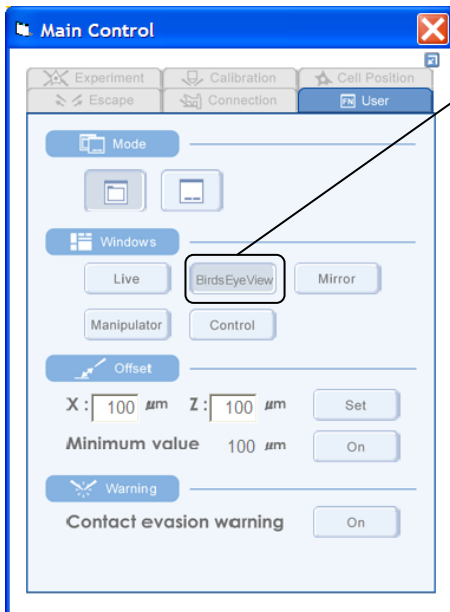 Main Control
Experiment Calibration Cell Position
Escape Connection FN User
Mode
Windows
Live BirdsEyeView Mirror
Manipulator Control
Offset
X : 100 µm Z : 100 µm Set
Minimum value 100 µm On
Warning
Contact evasion warning On